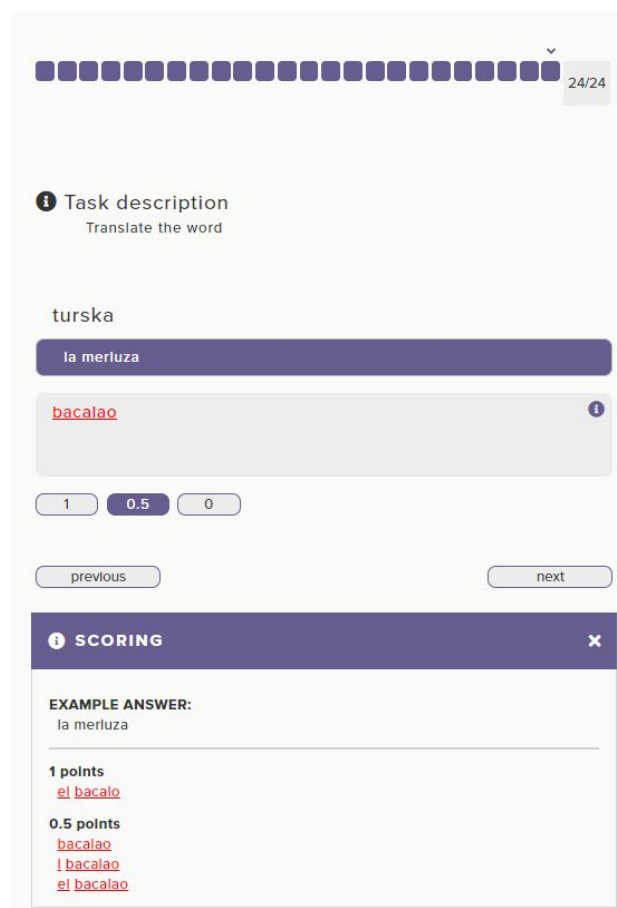 24/24
Task description
Translate the word
turska
la merluza
bacalao
1 0.5 0
previous next
SCORING
EXAMPLE ANSWER:
la merluza
1 points
el bacalo
0.5 points
bacalao
l bacalao
el bacalao